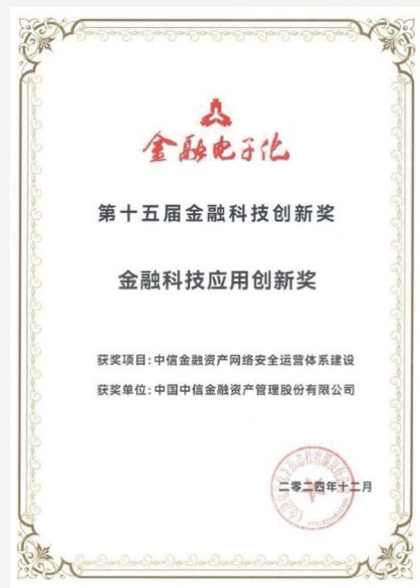 金融电子化
第十五届金融科技创新奖
金融科技应用创新奖
获奖项目:中信金融资产网络安全运营体系建设
获奖单位:中国中信金融资产管理股份有限公司
二零二四年十二月